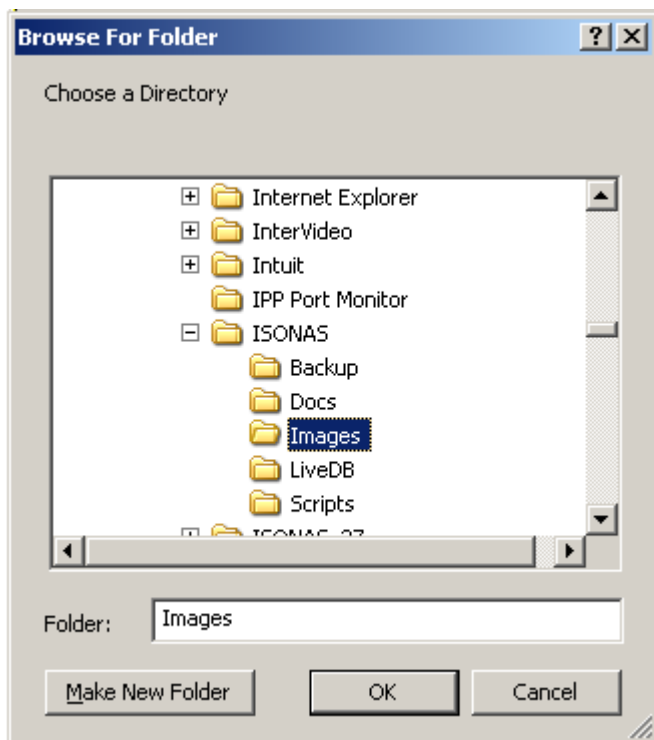 Browse For Folder
Choose a Directory
Internet Explorer
InterVideo
Intuit
IPP Port Monitor
ISONAS
Backup
Docs
Images
LiveDB
Scripts
Folder: Images
Make New Folder OK Cancel